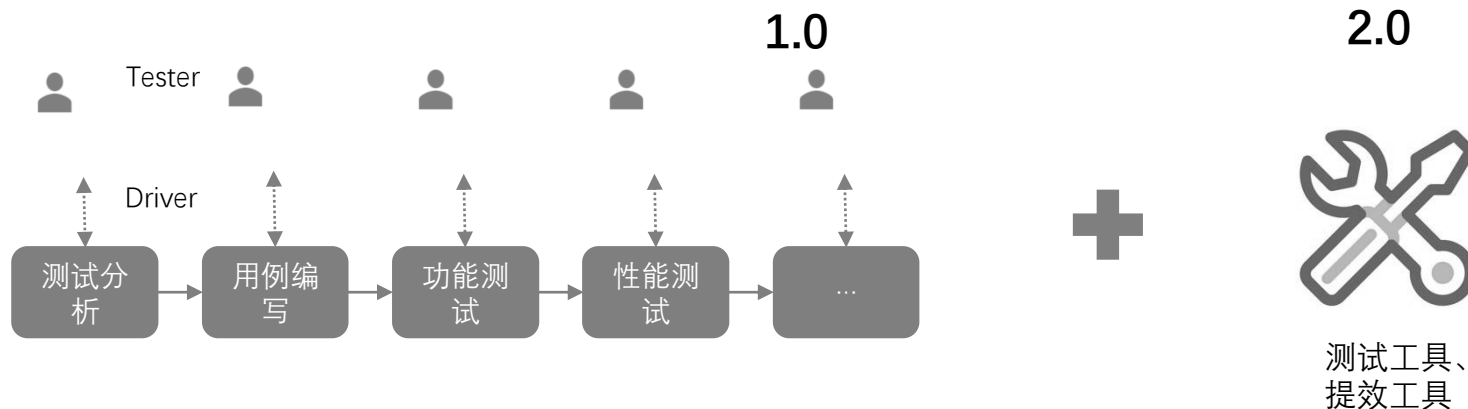 1.0
2.0
Tester
Driver
测试分
析
用例编
写
功能测
试
性能测
试
...
测试工具、
提效工具